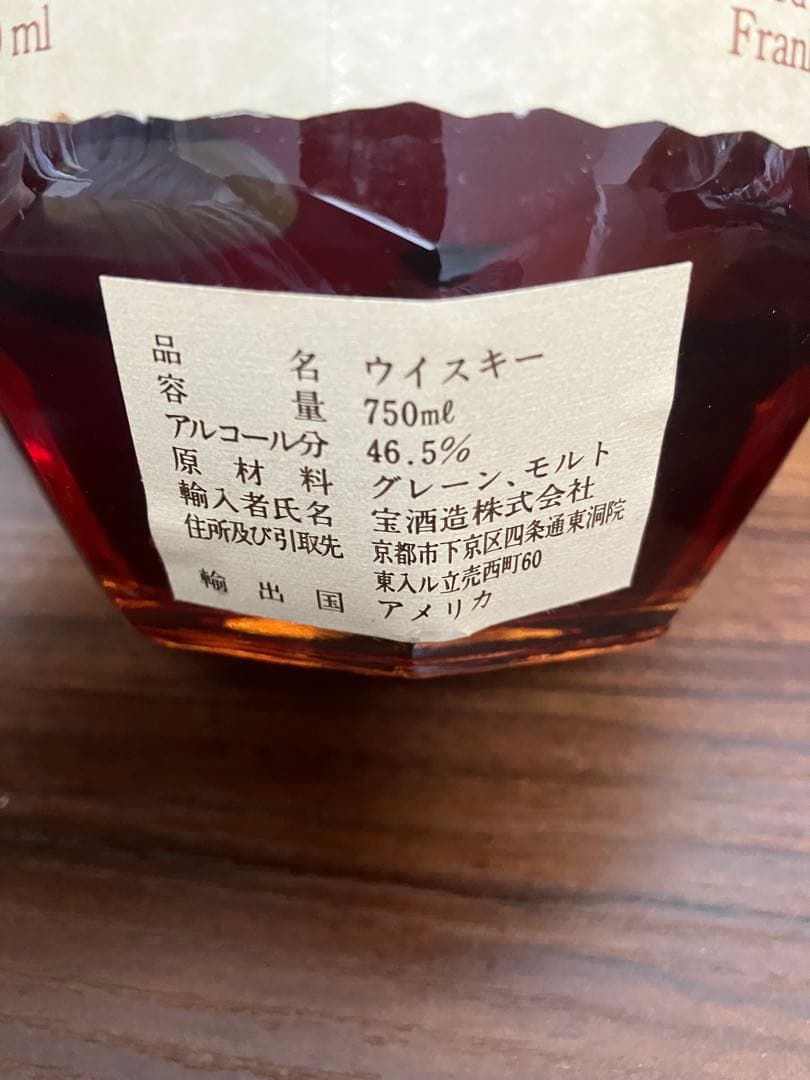 ml
Fran
品名 ウイスキー
容量 750mℓ
アルコール分 46.5%
原材料 グレーン、モルト
輸入者氏名 宝酒造株式会社
住所及び引取先 京都市下京区四条通東洞院
東入ル立売西町60
輸出国 アメリカ